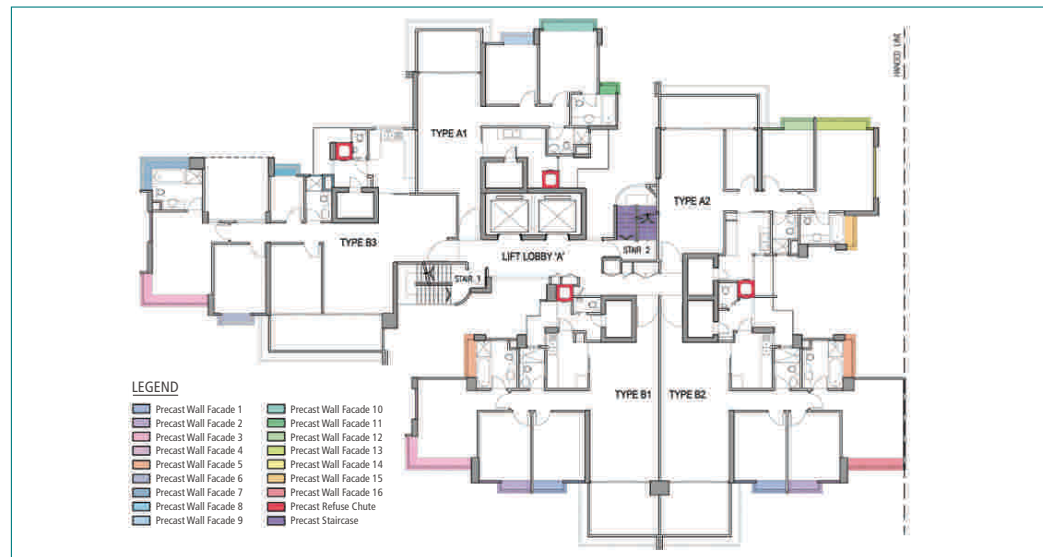 HANDED LINE
TYPE A1
TYPE A2
TYPE B3
LIFT LOBBY 'A'
STAIR 2
STAIR 1
TYPE B1
TYPE B2
LEGEND
Precast Wall Facade 1
Precast Wall Facade 2
Precast Wall Facade 3
Precast Wall Facade 4
Precast Wall Facade 5
Precast Wall Facade 6
Precast Wall Facade 7
Precast Wall Facade 8
Precast Wall Facade 9
Precast Wall Facade 10
Precast Wall Facade 11
Precast Wall Facade 12
Precast Wall Facade 13
Precast Wall Facade 14
Precast Wall Facade 15
Precast Wall Facade 16
Precast Refuse Chute
Precast Staircase